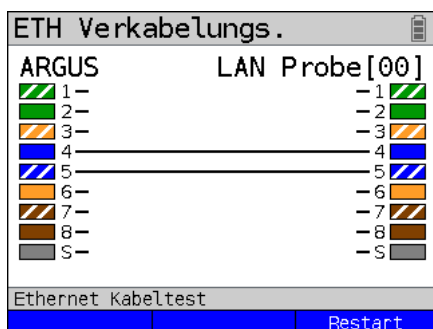 ETH Verkabelungs.
ARGUS LAN Probe[00]
1 1
2 2
3 3
4 4
5 5
6 6
7 7
8 8
S S
Ethernet Kabeltest
Restart